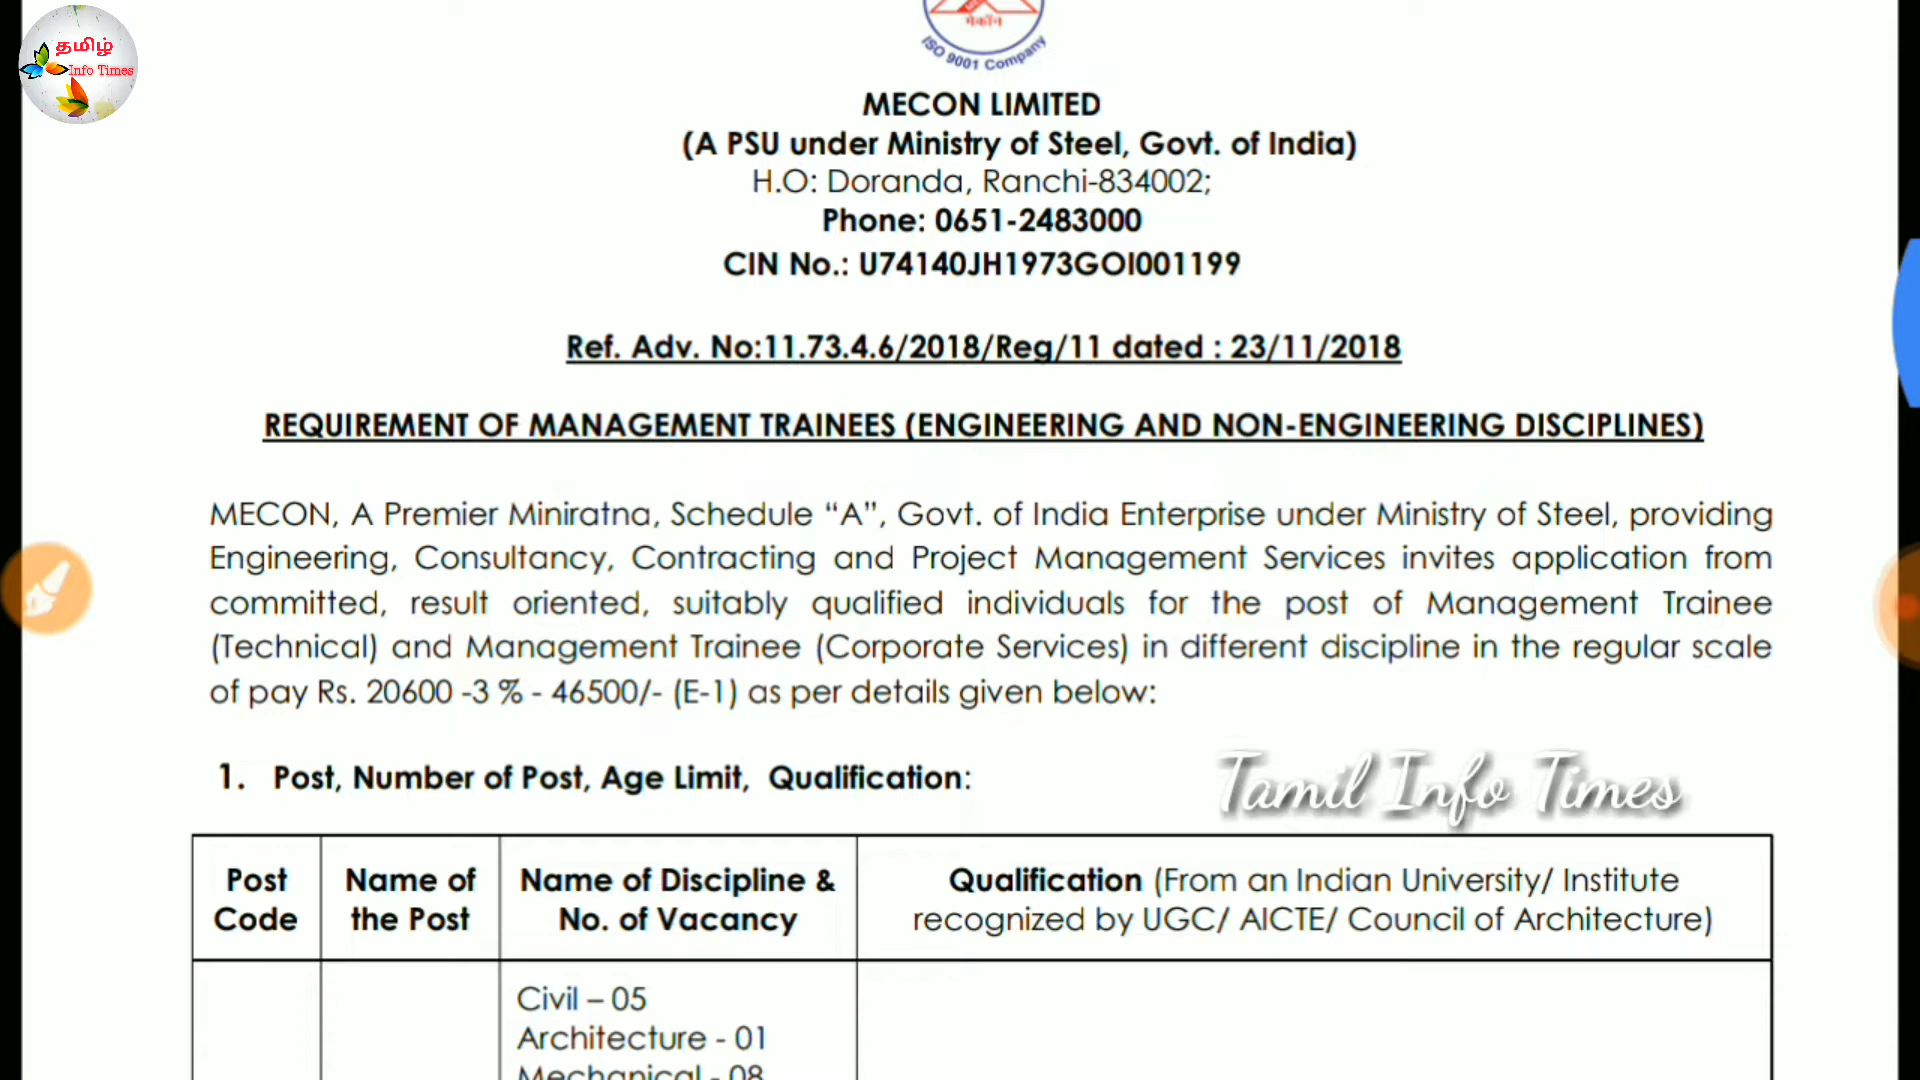 தமிழ்
Info Times
मेकॉन
ISO 9001 Company
MECON LIMITED
(A PSU under Ministry of Steel, Govt. of India)
H.O: Doranda, Ranchi-834002;
Phone: 0651-2483000
CIN No.: U74140JH1973GOI001199
Ref. Adv. No:11.73.4.6/2018/Reg/11 dated : 23/11/2018
REQUIREMENT OF MANAGEMENT TRAINEES (ENGINEERING AND NON-ENGINEERING DISCIPLINES)
MECON, A Premier Miniratna, Schedule “A”, Govt. of India Enterprise under Ministry of Steel, providing
Engineering, Consultancy, Contracting and Project Management Services invites application from
committed, result oriented, suitably qualified individuals for the post of Management Trainee
(Technical) and Management Trainee (Corporate Services) in different discipline in the regular scale
of pay Rs. 20600 -3 % - 46500/- (E-1) as per details given below:
1. Post, Number of Post, Age Limit, Qualification:
Tamil Info Times
Post Code
Name of the Post
Name of Discipline & No. of Vacancy
Qualification (From an Indian University/ Institute
recognized by UGC/ AICTE/ Council of Architecture)
Civil – 05
Architecture - 01
Mechanical - 08